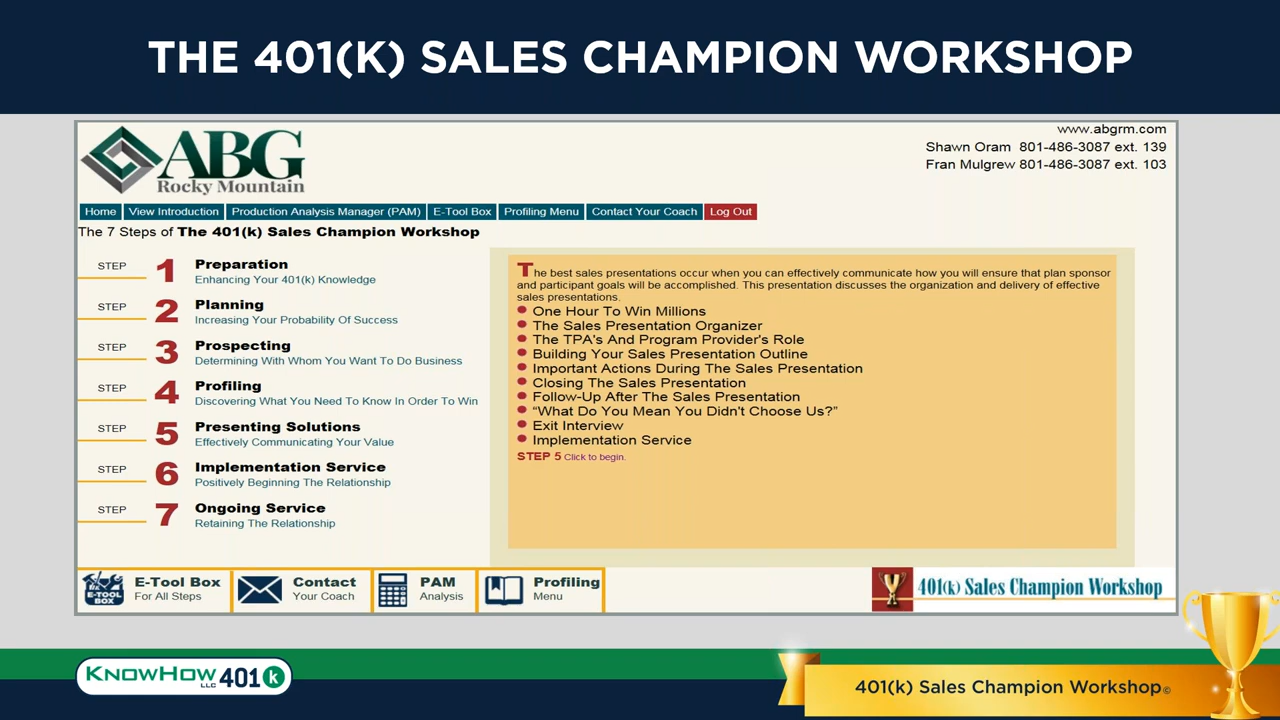 THE 401(K) SALES CHAMPION WORKSHOP
ABG
Rocky Mountain
www.abgrm.com
Shawn Oram 801-486-3087 ext. 139
Fran Mulgrew 801-486-3087 ext. 103
Home View Introduction Production Analysis Manager (PAM) E-Tool Box Profiling Menu Contact Your Coach Log Out
The 7 Steps of The 401(k) Sales Champion Workshop
STEP 1 Preparation
Enhancing Your 401(k) Knowledge
STEP 2 Planning
Increasing Your Probability Of Success
STEP 3 Prospecting
Determining With Whom You Want To Do Business
STEP 4 Profiling
Discovering What You Need To Know In Order To Win
STEP 5 Presenting Solutions
Effectively Communicating Your Value
STEP 6 Implementation Service
Positively Beginning The Relationship
STEP 7 Ongoing Service
Retaining The Relationship
The best sales presentations occur when you can effectively communicate how you will ensure that plan sponsor
and participant goals will be accomplished. This presentation discusses the organization and delivery of effective
sales presentations.
One Hour To Win Millions
The Sales Presentation Organizer
The TPA's And Program Provider's Role
Building Your Sales Presentation Outline
Important Actions During The Sales Presentation
Closing The Sales Presentation
Follow-Up After The Sales Presentation
“What Do You Mean You Didn't Choose Us?”
Exit Interview
Implementation Service
STEP 5 Click to begin.
E-TOOL
BOX
E-Tool Box
For All Steps
Contact
Your Coach
PAM
Analysis
Profiling
Menu
401(k) Sales Champion Workshop
KNOWHOW LLC 401 k
401(k) Sales Champion Workshop©